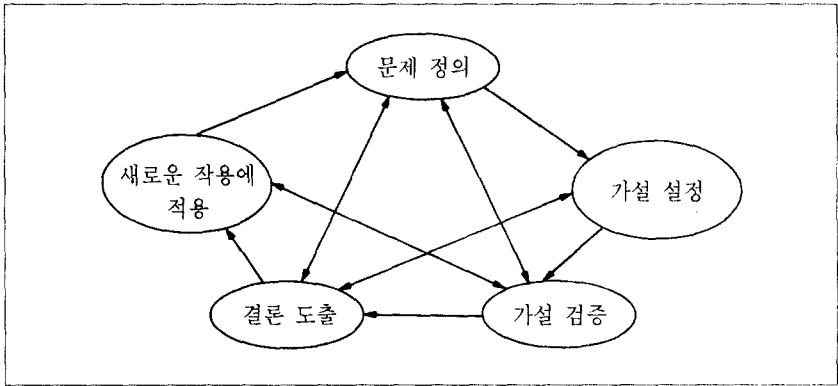 문제 정의
새로운 작용에
적용
가설 설정
결론 도출
가설 검증